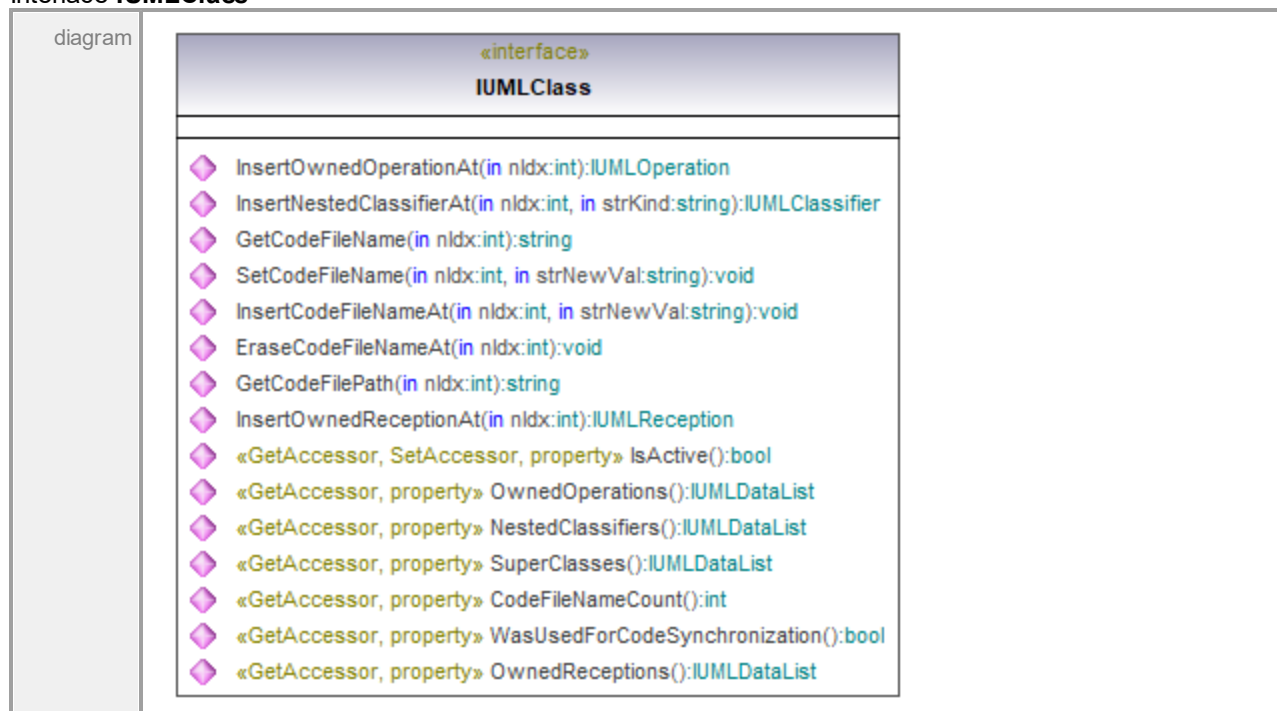 interface IUMLClass
diagram
«interface»
IUMLClass
InsertOwnedOperationAt(in nIdx:int):IUMLOperation
InsertNestedClassifierAt(in nIdx:int, in strKind:string):IUMLClassifier
GetCodeFileName(in nIdx:int):string
SetCodeFileName(in nIdx:int, in strNewVal:string):void
InsertCodeFileNameAt(in nIdx:int, in strNewVal:string):void
EraseCodeFileNameAt(in nIdx:int):void
GetCodeFilePath(in nIdx:int):string
InsertOwnedReceptionAt(in nIdx:int):IUMLReception
«GetAccessor, SetAccessor, property» IsActive():bool
«GetAccessor, property» OwnedOperations():IUMLDataList
«GetAccessor, property» NestedClassifiers():IUMLDataList
«GetAccessor, property» SuperClasses():IUMLDataList
«GetAccessor, property» CodeFileNameCount():int
«GetAccessor, property» WasUsedForCodeSynchronization():bool
«GetAccessor, property» OwnedReceptions():IUMLDataList